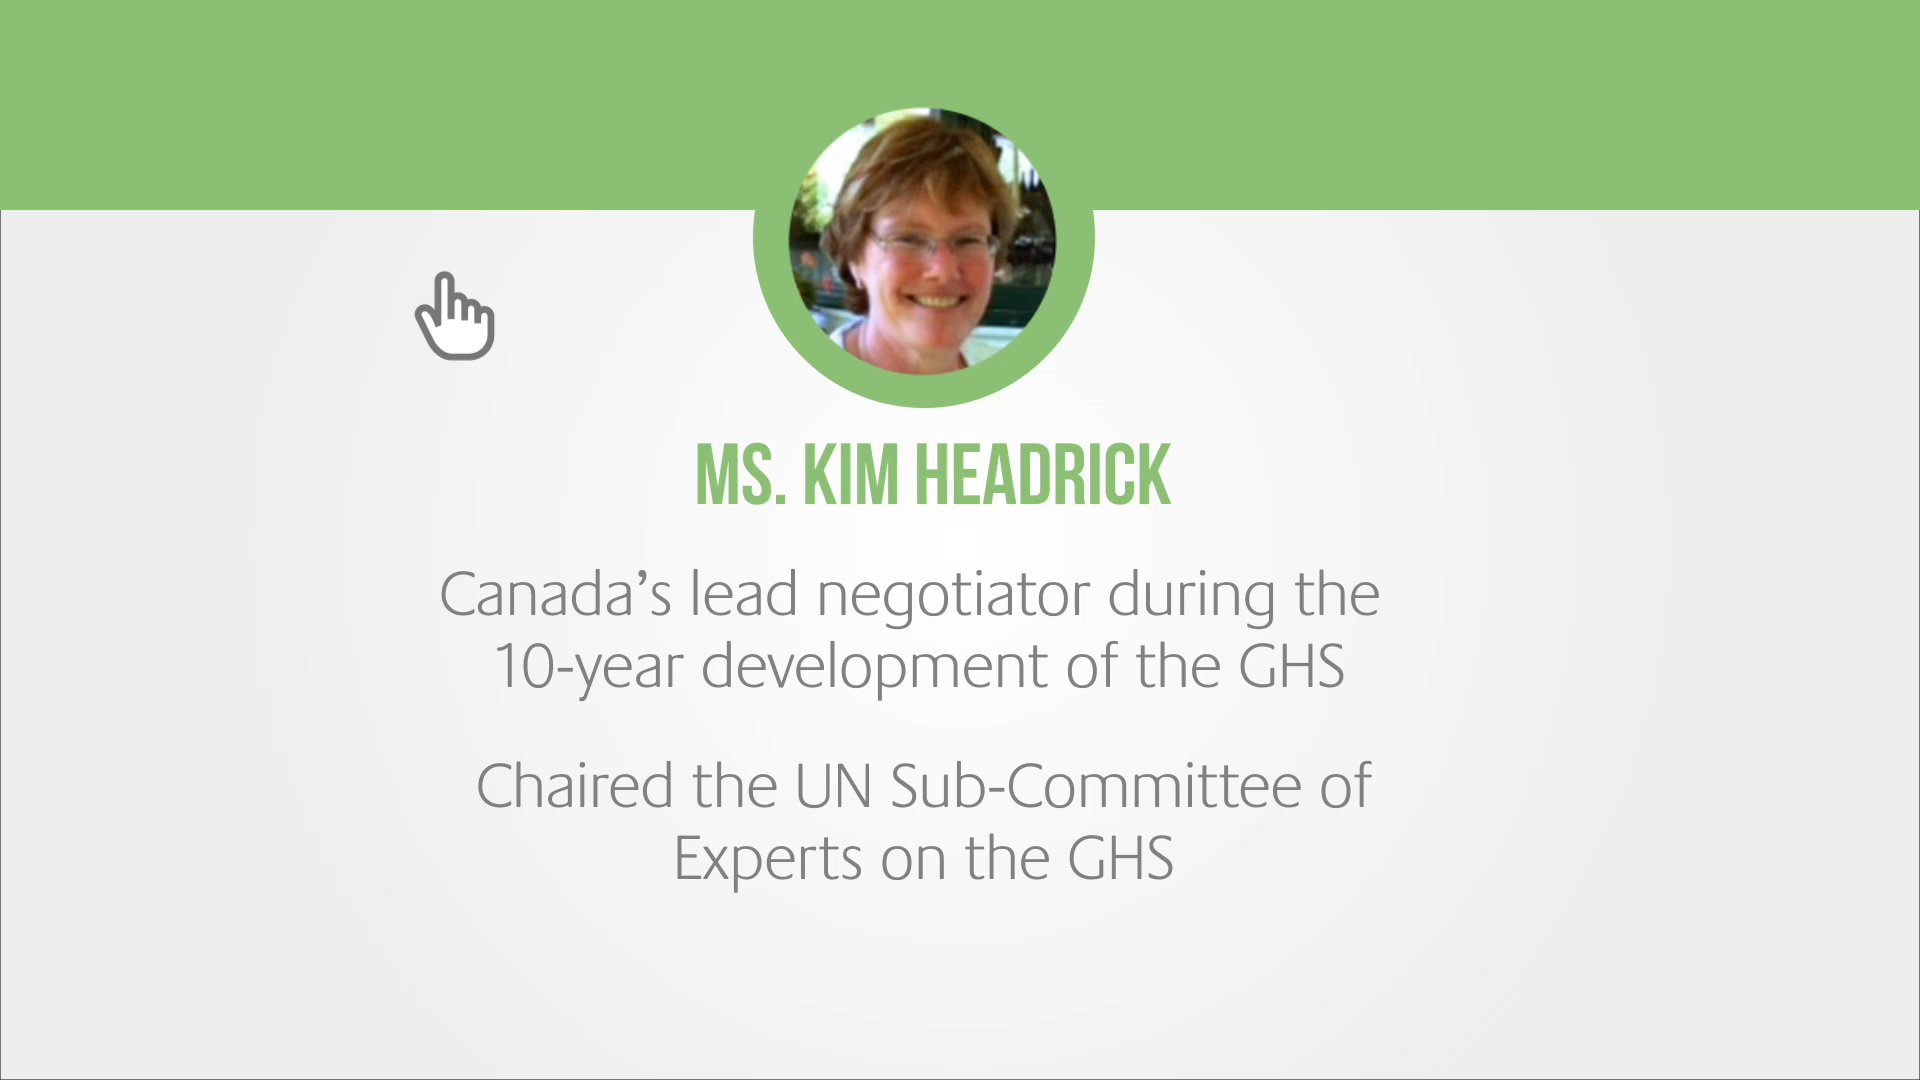 MS. KIM HEADRICK
Canada’s lead negotiator during the
10-year development of the GHS
Chaired the UN Sub-Committee of
Experts on the GHS